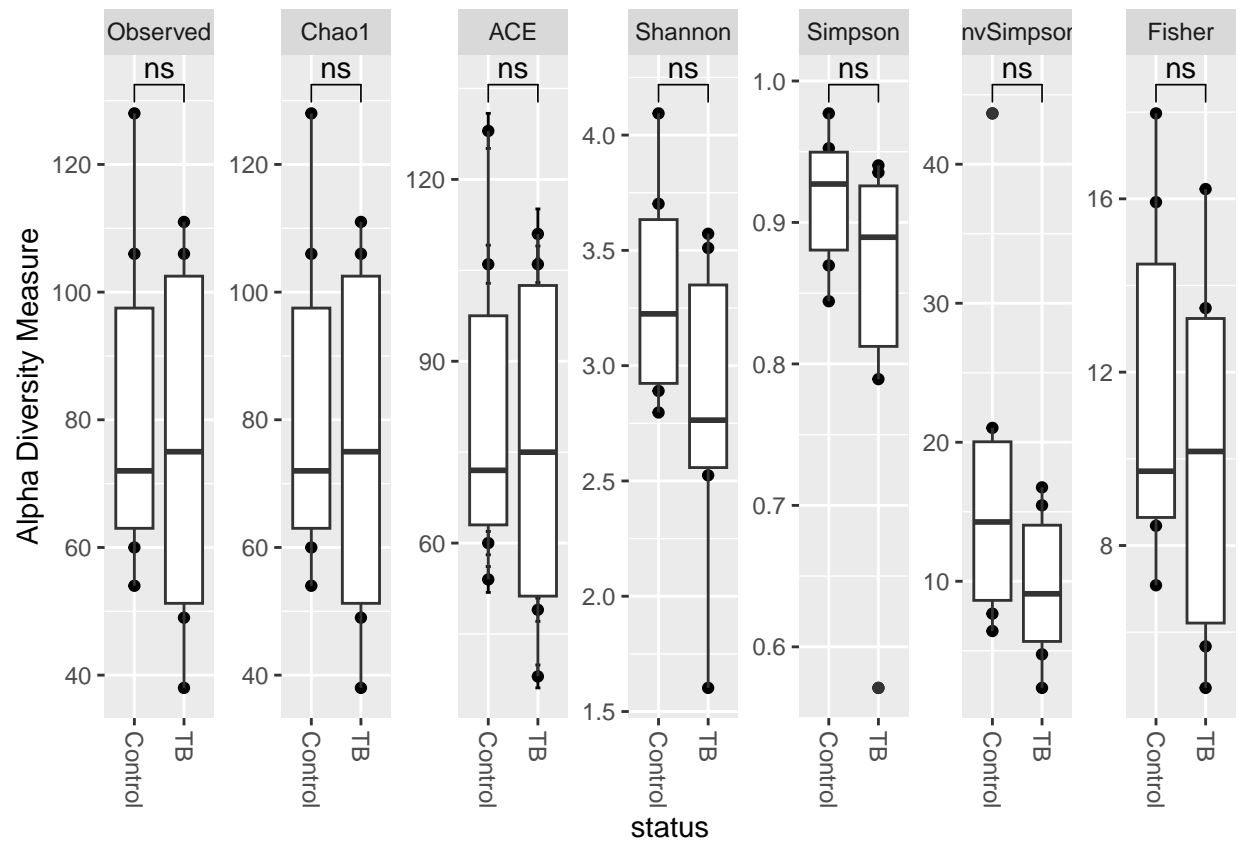 Observed
Chao1
ACE
Shannon
Simpson
nvSimpson
Fisher
ns
ns
ns
ns
ns
ns
ns
Alpha Diversity Measure
120
100
80
60
40
120
100
80
60
40
120
90
60
4.0
3.5
3.0
2.5
2.0
1.5
1.0
0.9
0.8
0.7
0.6
40
30
20
10
16
12
8
Control
TB
Control
TB
Control
TB
Control
TB
Control
TB
Control
TB
Control
TB
status